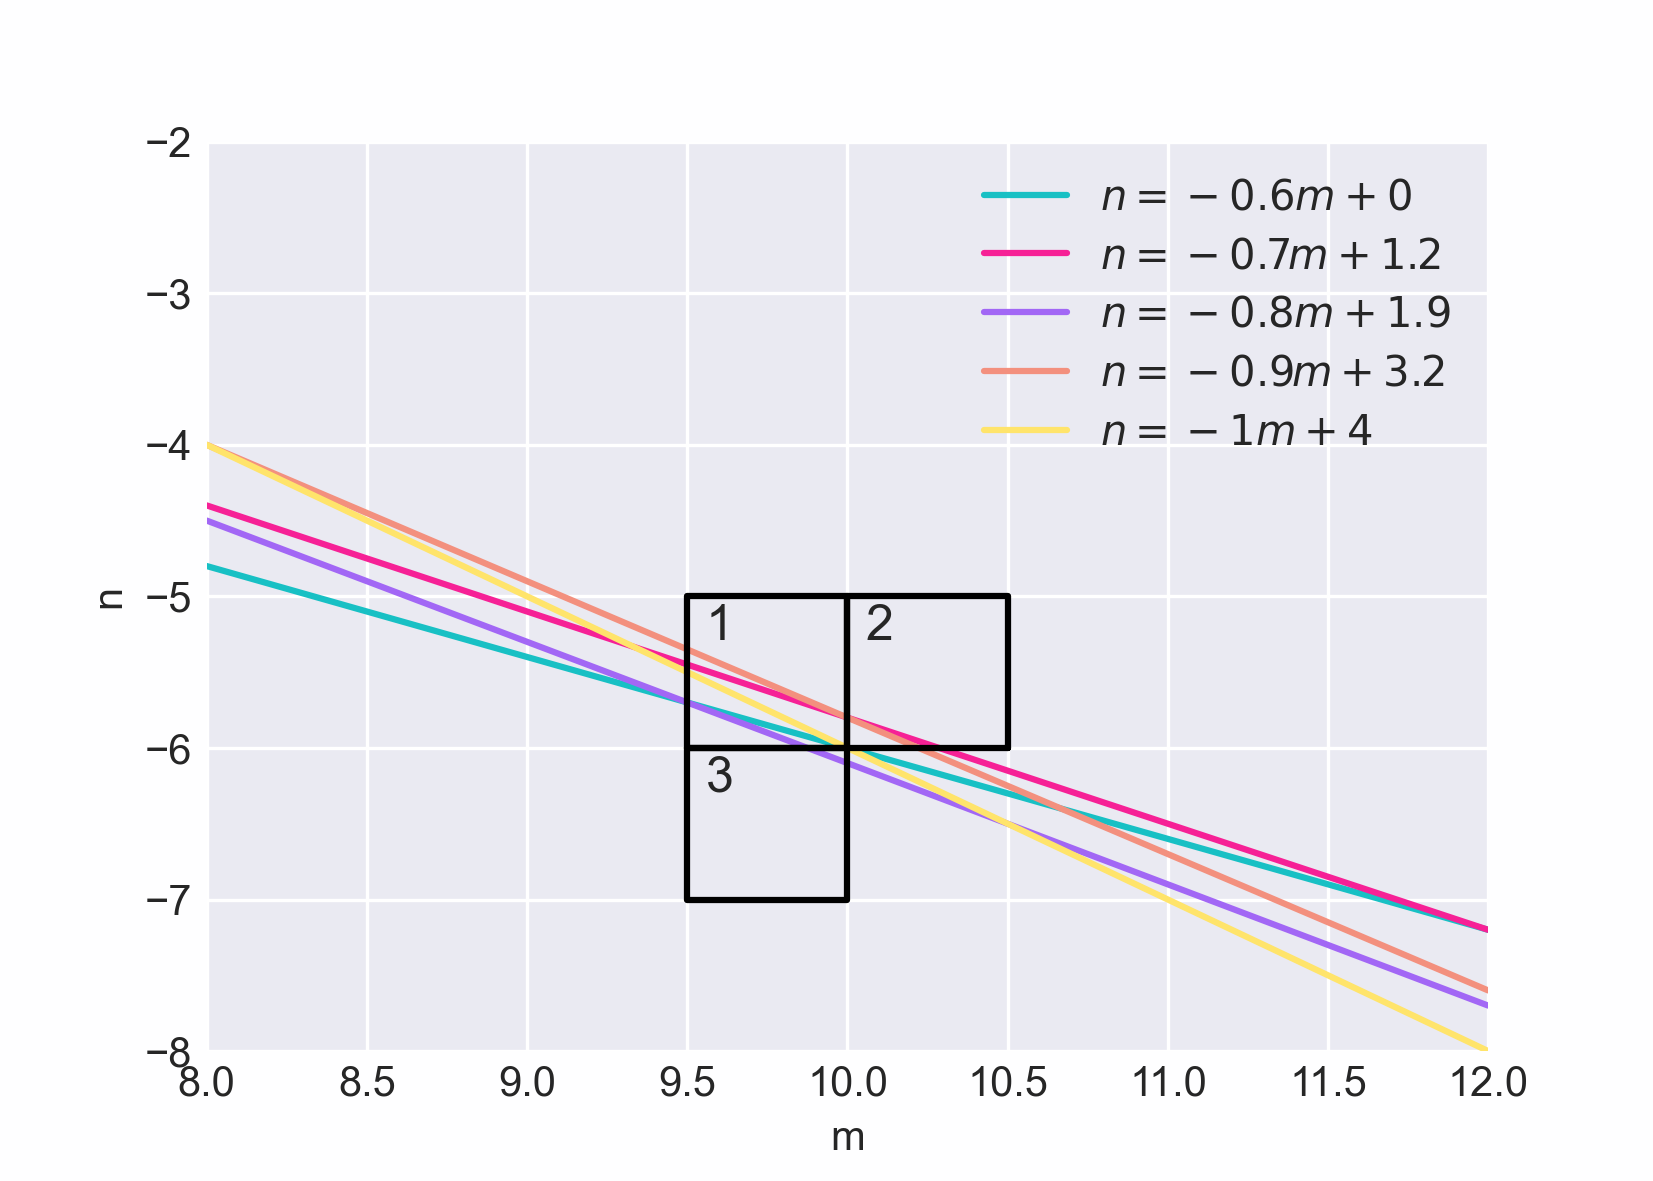 −2
−3
−4
−5
−6
−7
−8
n
n = − 0.6m + 0
n = − 0.7m + 1.2
n = − 0.8m + 1.9
n = − 0.9m + 3.2
n = − 1m + 4
1
2
3
8.0 8.5 9.0 9.5 10.0 10.5 11.0 11.5 12.0
m